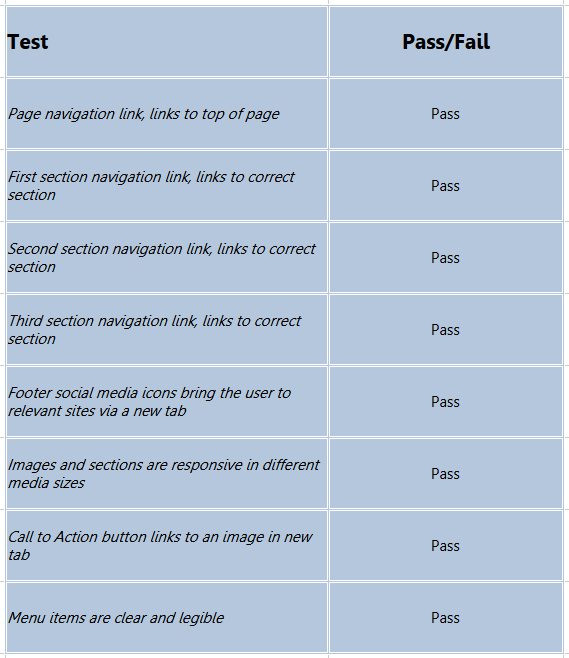 Test
Pass/Fail
Page navigation link, links to top of page
Pass
First section navigation link, links to correct
section
Pass
Second section navigation link, links to correct
section
Pass
Third section navigation link, links to correct
section
Pass
Footer social media icons bring the user to
relevant sites via a new tab
Pass
Images and sections are responsive in different
media sizes
Pass
Call to Action button links to an image in new
tab
Pass
Menu items are clear and legible
Pass